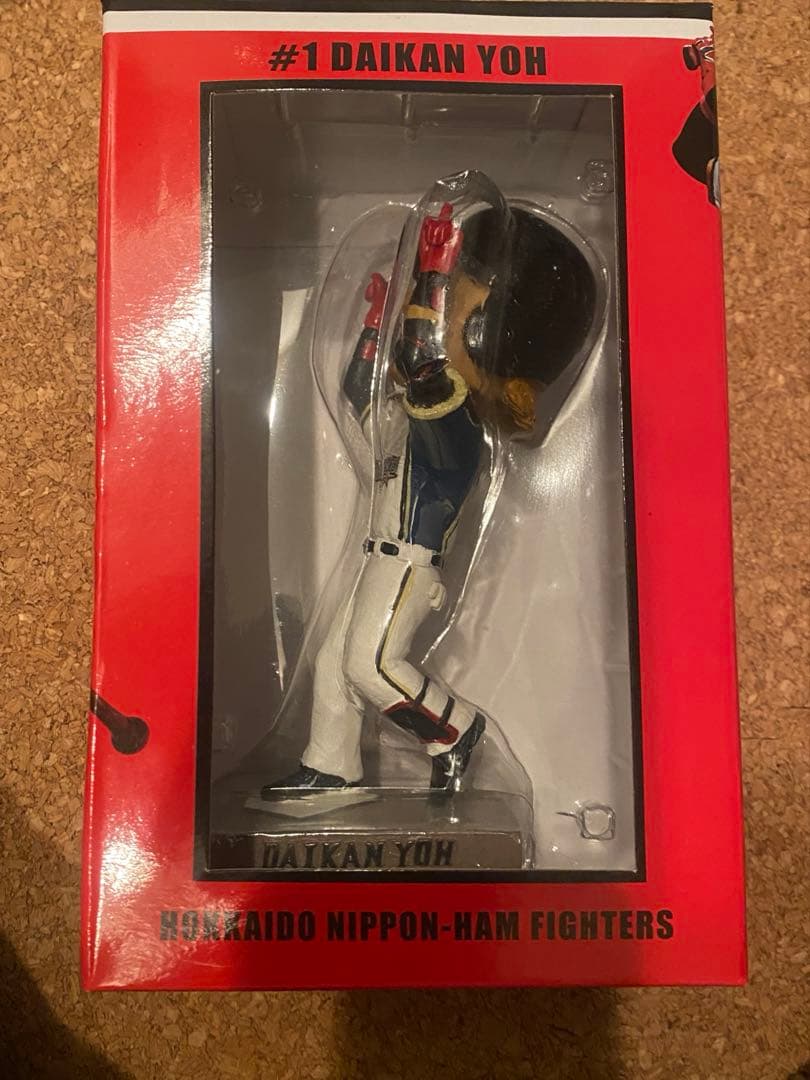 #1 DAIKAN YOH
DAIKAN YOH
HOKKAIDO NIPPON-HAM FIGHTERS